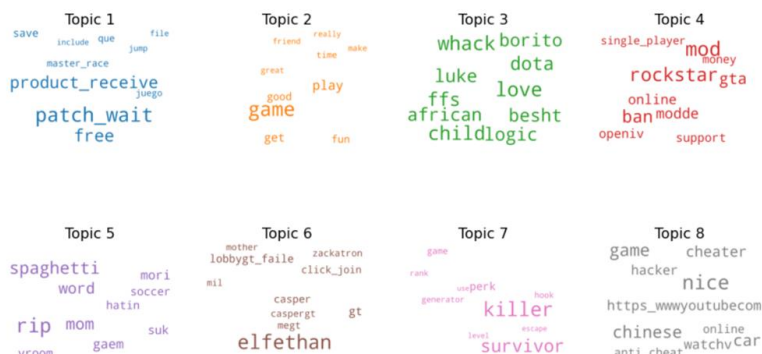 Topic 1
save
include
que
file
jump
master_race
product_receive
juego
patch_wait
free
Topic 2
friend
really
time
make
great
play
good
game
get
fun
Topic 3
whack
borito
dota
luke
love
ffs
african
besht
child
logic
Topic 4
single_player
mod
money
rockstar
gta
online
ban
modde
openiv
support
Topic 5
spaghetti
mori
word
soccer
hatin
rip
mom
suk
gaem
vroom
Topic 6
mother
lobbygt_faile
zackatron
click_join
mil
casper
caspergt
gt
megt
elfethan
Topic 7
game
rank
use
perk
generator
hook
killer
level
escape
survivor
Topic 8
game
cheater
hacker
nice
https_wwwyoutubecom
chinese
online
watchv
car
anti_cheat